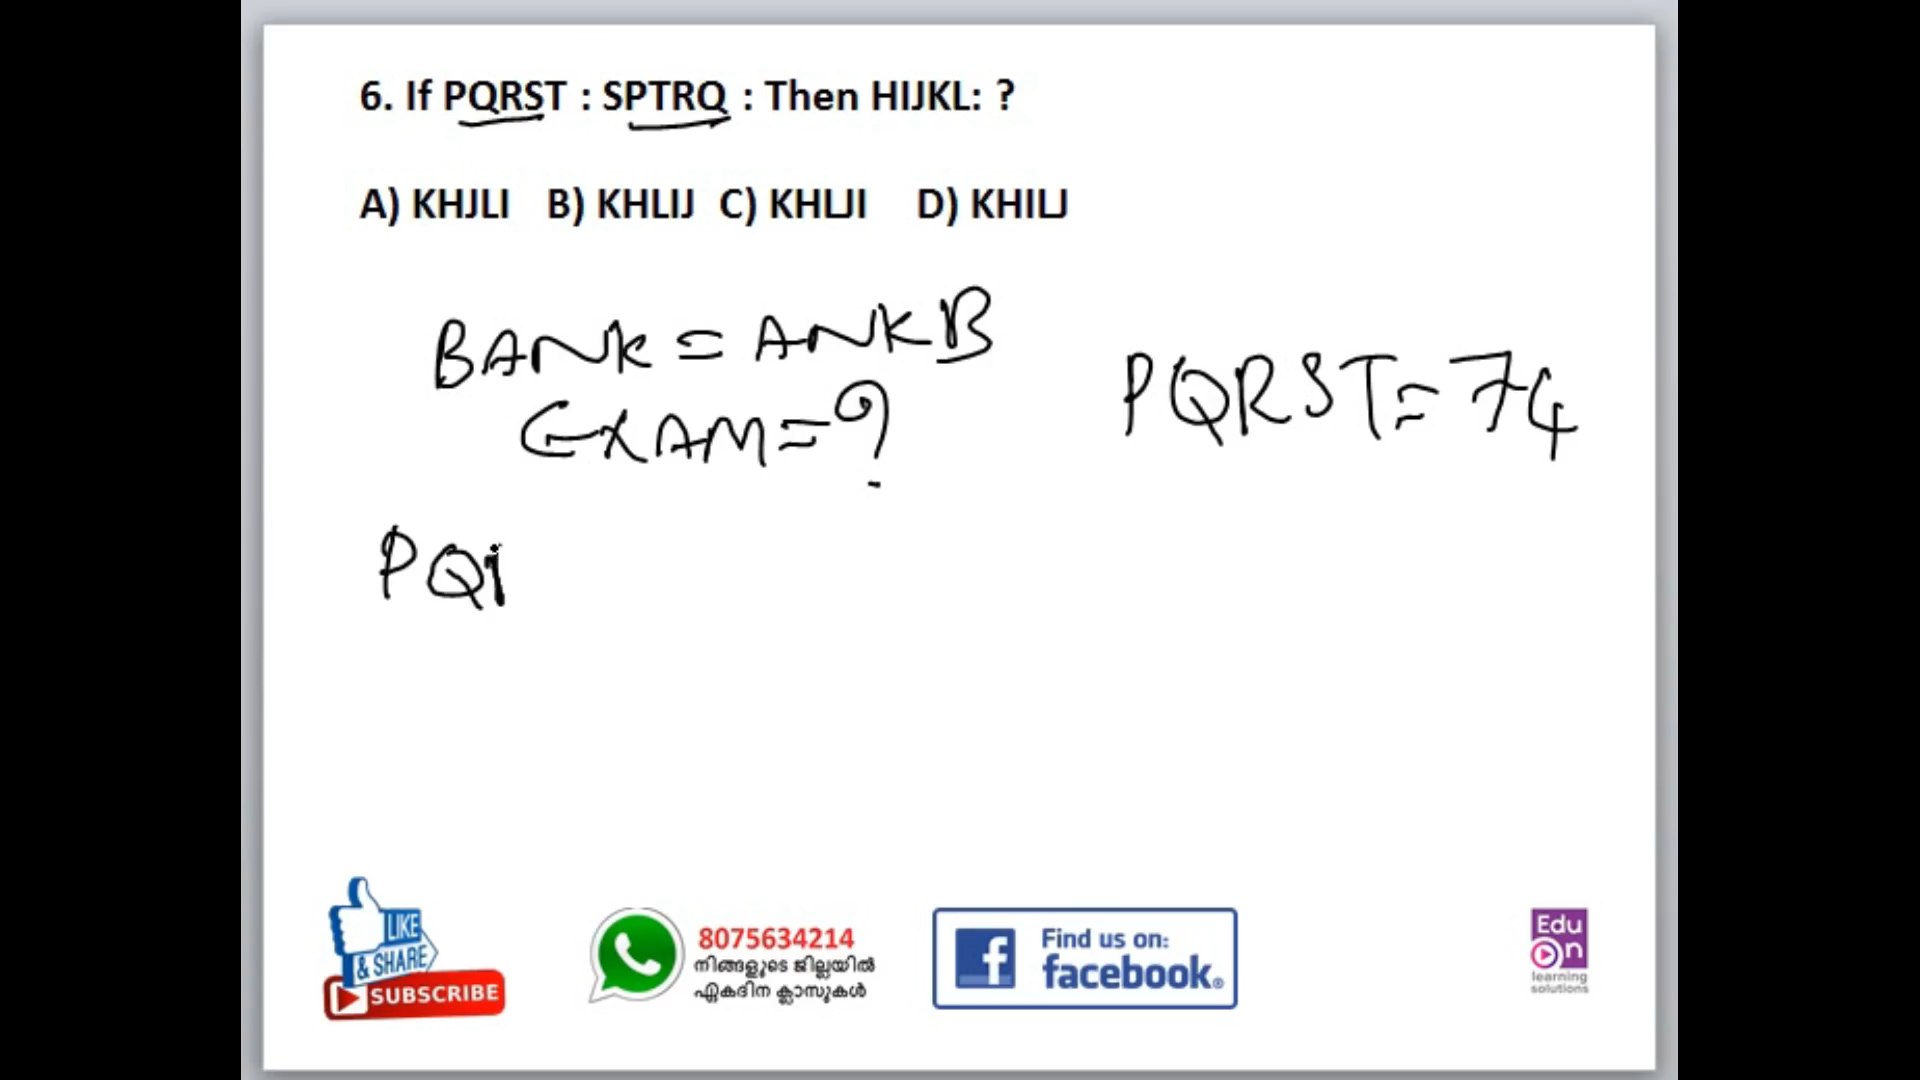 6. If PQRST : SPTRQ : Then HIJKL: ?
A) KHJLI B) KHLIJ C) KHLJI D) KHILJ
BANK = ANKB
EXAM = ?
PQRST = 74
PQ
LIKE
& SHARE
SUBSCRIBE
8075634214
നിങ്ങളുടെ ജില്ലയിൽ
ഏകദിന ക്ലാസുകൾ
Find us on:
facebook®
Edu
On
learning
solutions